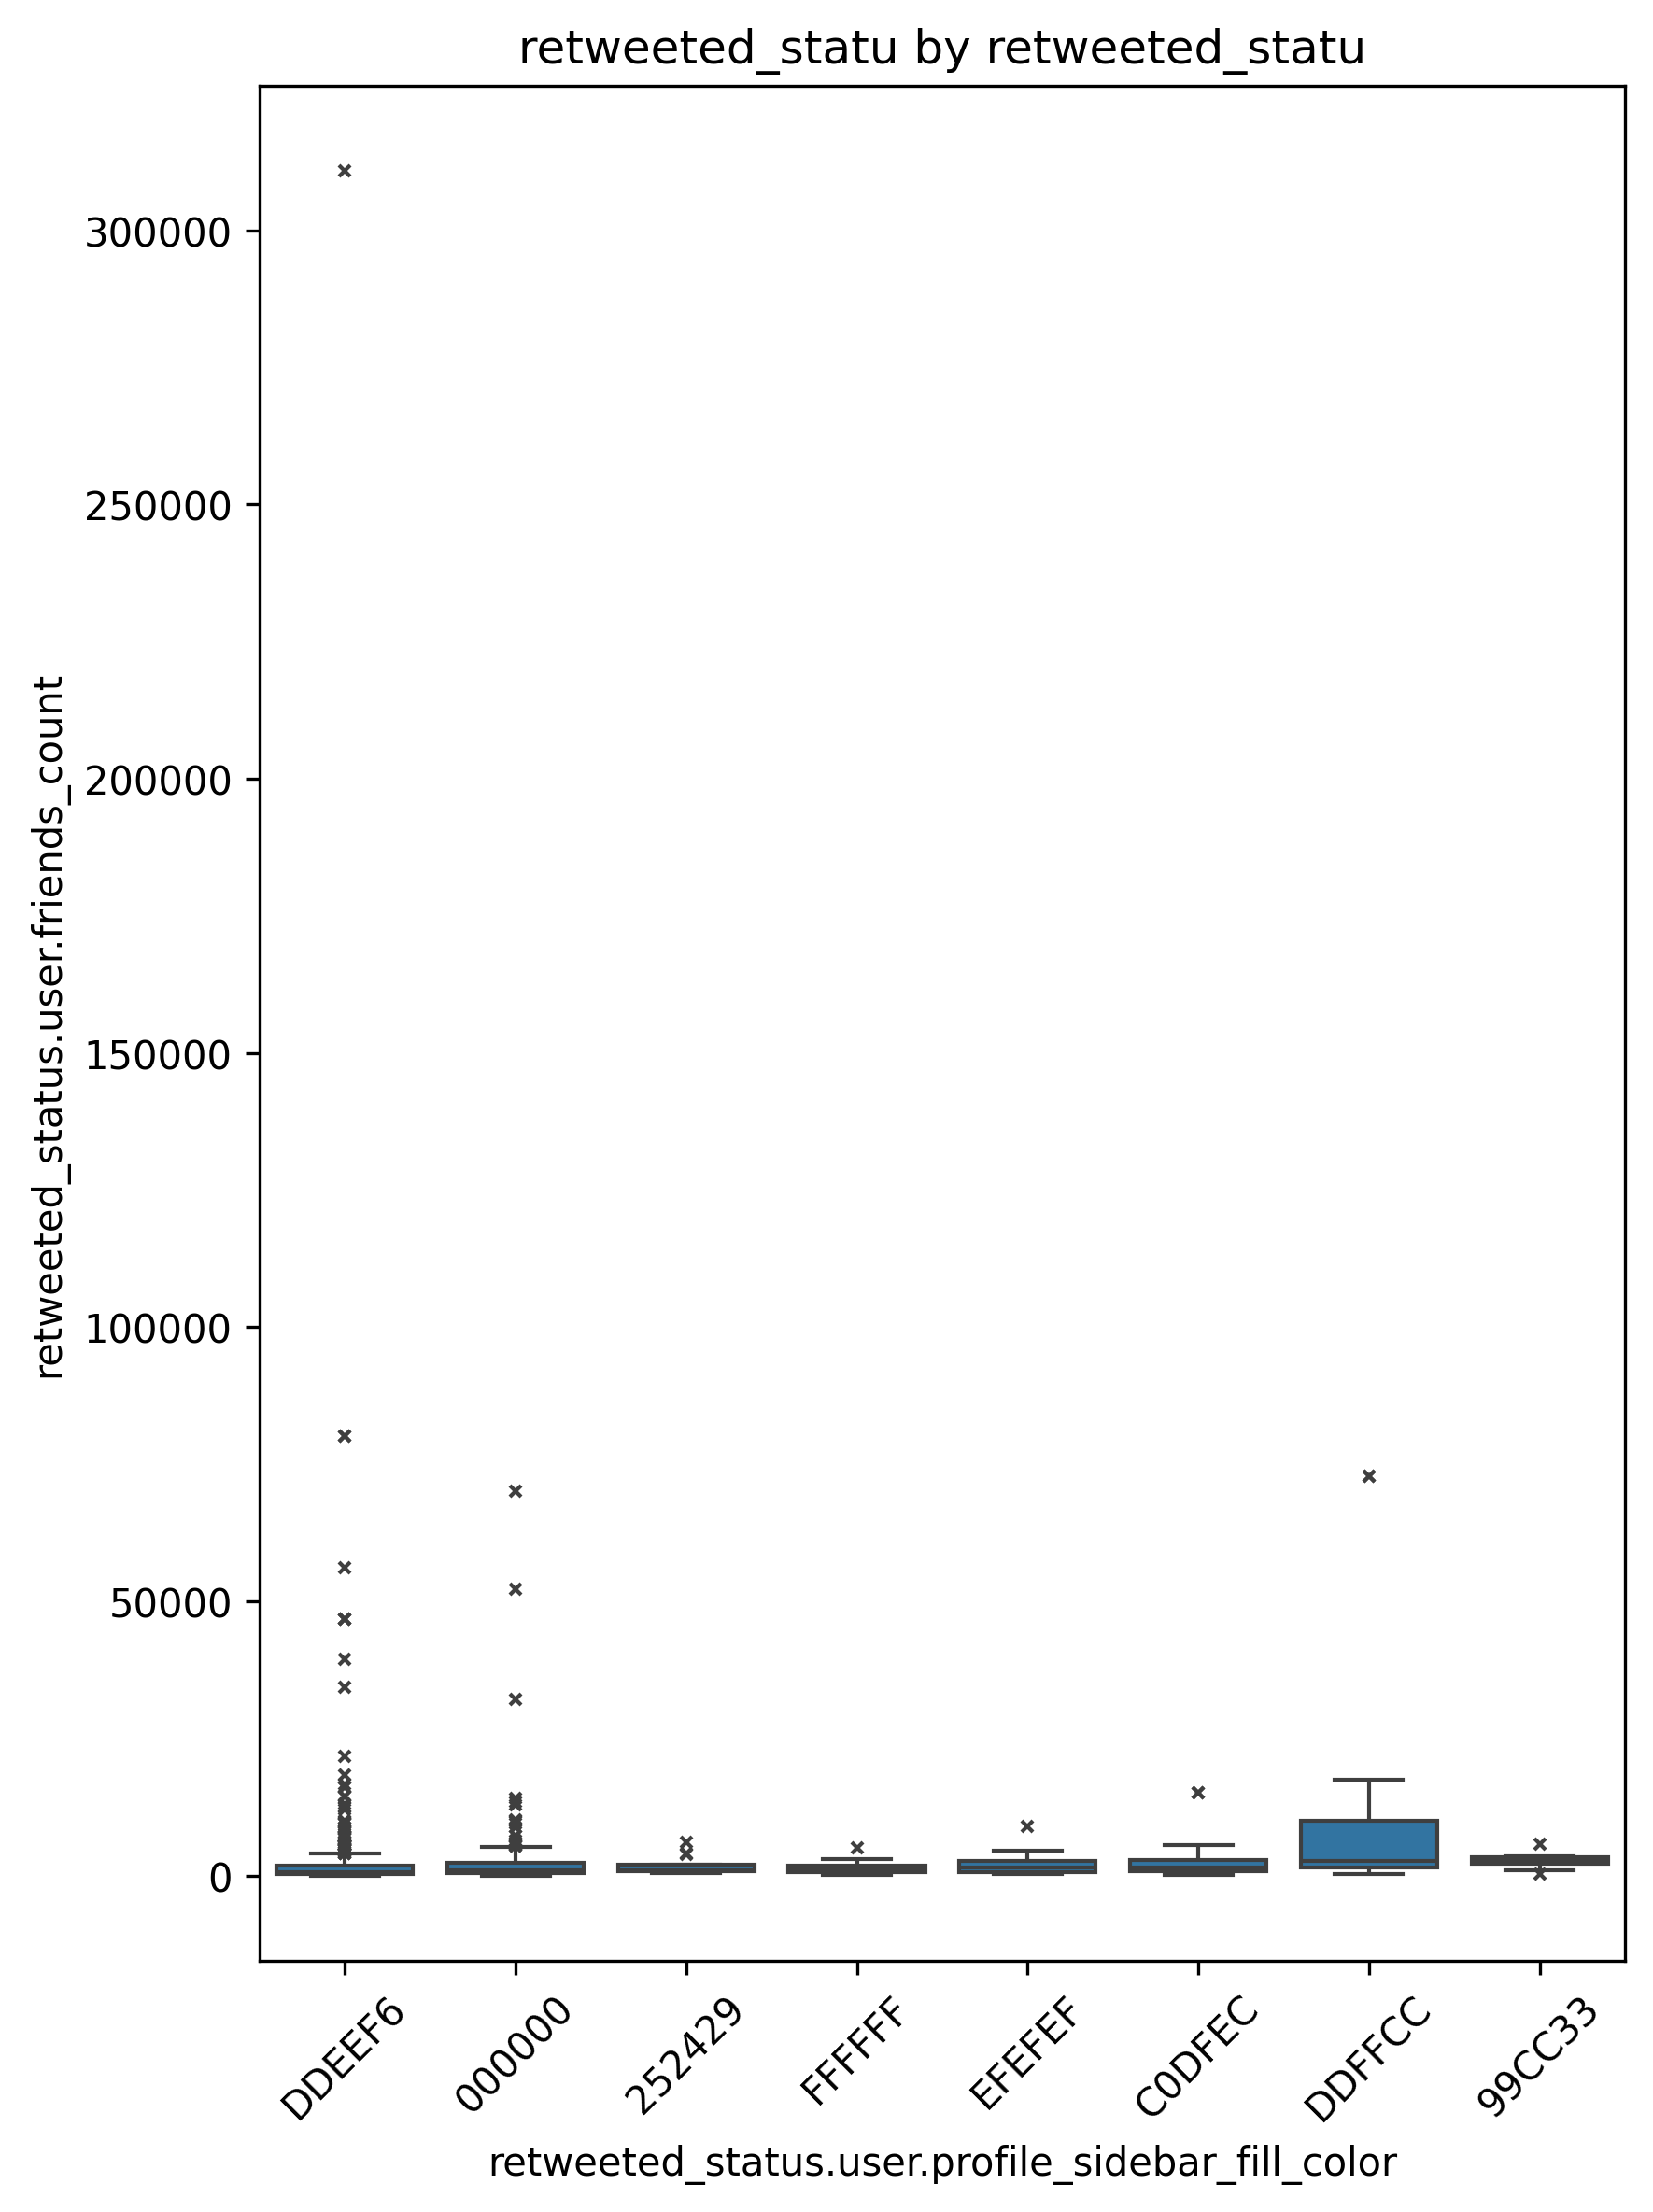 retweeted_statu by retweeted_statu
retweeted_status.user.friends_count
300000
250000
200000
150000
100000
50000
0
DDEEF6
000000
252429
FFFFFF
EFEFEF
C0DFEC
DDFFCC
99CC33
retweeted_status.user.profile_sidebar_fill_color